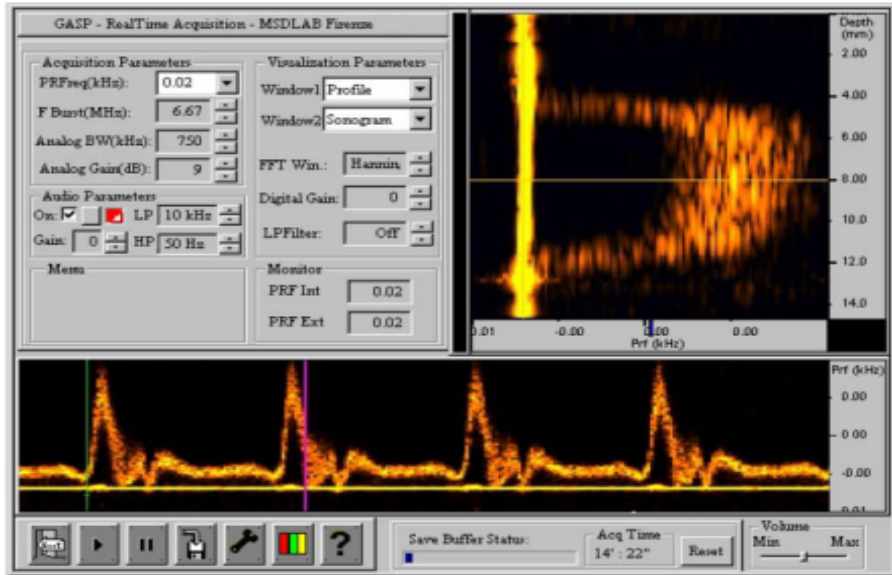 GASP - RealTime Acquisition - MSDLAB Firenze
Acquisition Parameters
PRFreq(kHz): 0.02
F Burst(MHz): 6.67
Analog BW(kHz): 750
Analog Gain(dB): 9
Audio Parameters
On: LP 10 kHz
Gain: 0 HP 50 Hz
Menu
Visualization Parameters
Window1 Profile
Window2 Sonogram
FFT Win.: Hannin
Digital Gain: 0
LPFilter: Off
Monitor
PRF Int 0.02
PRF Ext 0.02
Depth
(mm)
2.00
4.00
6.00
8.00
10.0
12.0
14.0
0.01 -0.00 0.00 0.00
Prf (kHz)
Prf (kHz)
0.00
0.00
-0.00
0.01
Exit
?
Save Buffer Status:
Acq Time
14' : 22"
Reset
Volume
Min Max